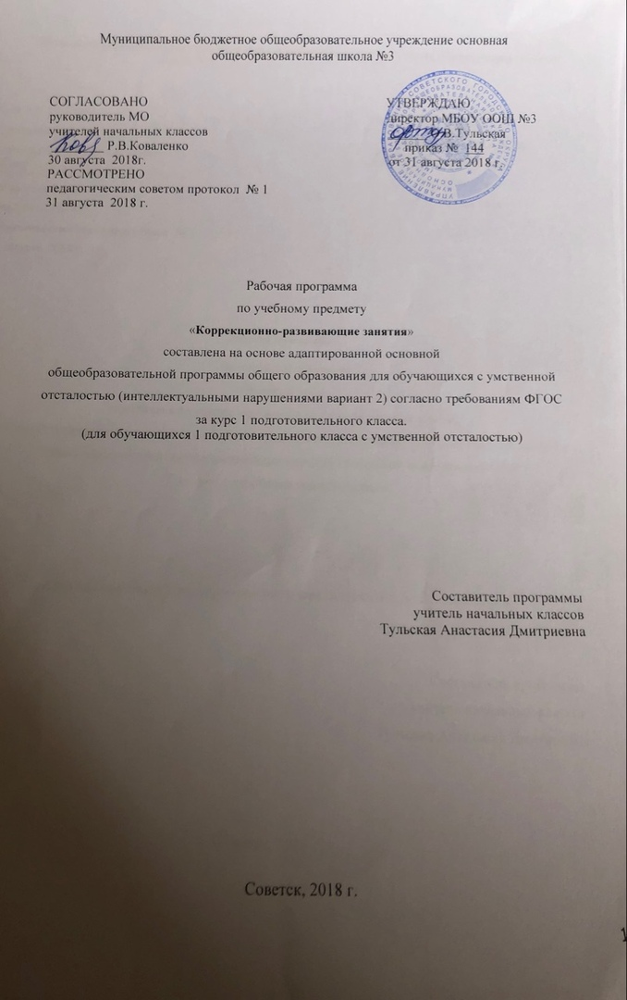 Муниципальное бюджетное общеобразовательное учреждение основная
общеобразовательная школа №3
СОГЛАСОВАНО
руководитель МО
учителей начальных классов
Р.В.Коваленко
30 августа 2018г.
РАССМОТРЕНО
педагогическим советом протокол № 1
31 августа 2018 г.
УТВЕРЖДАЮ
директор МБОУ ООШ №3
В.Тульская
приказ № 144
от 31 августа 2018 г.
Рабочая программа
по учебному предмету
«Коррекционно-развивающие занятия»
составлена на основе адаптированной основной
общеобразовательной программы общего образования для обучающихся с умственной
отсталостью (интеллектуальными нарушениями вариант 2) согласно требованиям ФГОС
за курс 1 подготовительного класса.
(для обучающихся 1 подготовительного класса с умственной отсталостью)
Составитель программы
учитель начальных классов
Тульская Анастасия Дмитриевна
Советск, 2018 г.
1